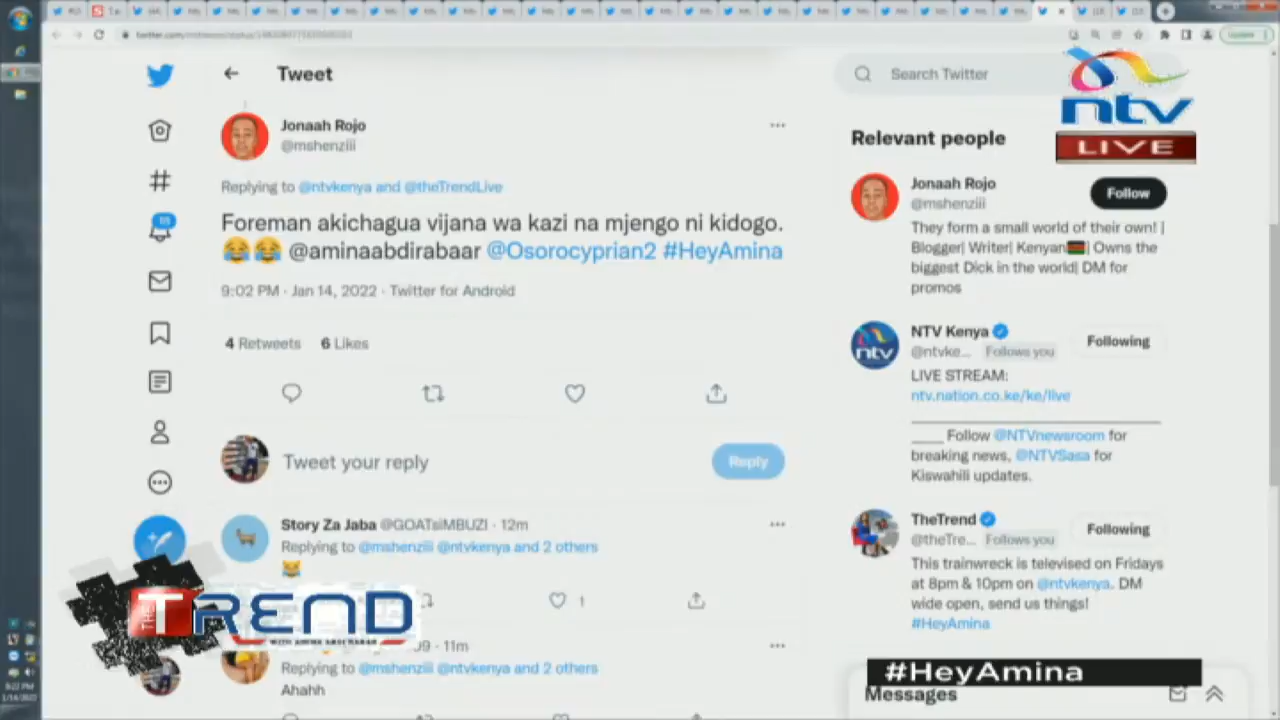 Update
Tweet
Search Twitter
ntv
LIVE
Jonaah Rojo
@mshenziii
Replying to @ntvkenya and @theTrendLive
Foreman akichagua vijana wa kazi na mjengo ni kidogo.
😂😂 @aminaabdirabaar @Osorocyprian2 #HeyAmina
9:02 PM · Jan 14, 2022 · Twitter for Android
4 Retweets 6 Likes
Tweet your reply
Reply
Story Za Jaba @GOATsiMBUZI · 12m
Replying to @mshenziii @ntvkenya and 2 others
😂
1
09 · 11m
Replying to @mshenziii @ntvkenya and 2 others
Ahahh
THE TREND
Relevant people
Jonaah Rojo
@mshenziii
Follow
They form a small world of their own! |
Blogger| Writer| Kenyan🇰🇪| Owns the
biggest Dick in the world| DM for
promos
NTV Kenya
@ntvke... Follows you
Following
LIVE STREAM:
ntv.nation.co.ke/ke/live
____ Follow @NTVnewsroom for
breaking news, @NTVSasa for
Kiswahili updates.
TheTrend
@theTre... Follows you
Following
This trainwreck is televised on Fridays
at 8pm & 10pm on @ntvkenya. DM
wide open, send us things!
#HeyAmina
#HeyAmina
Messages